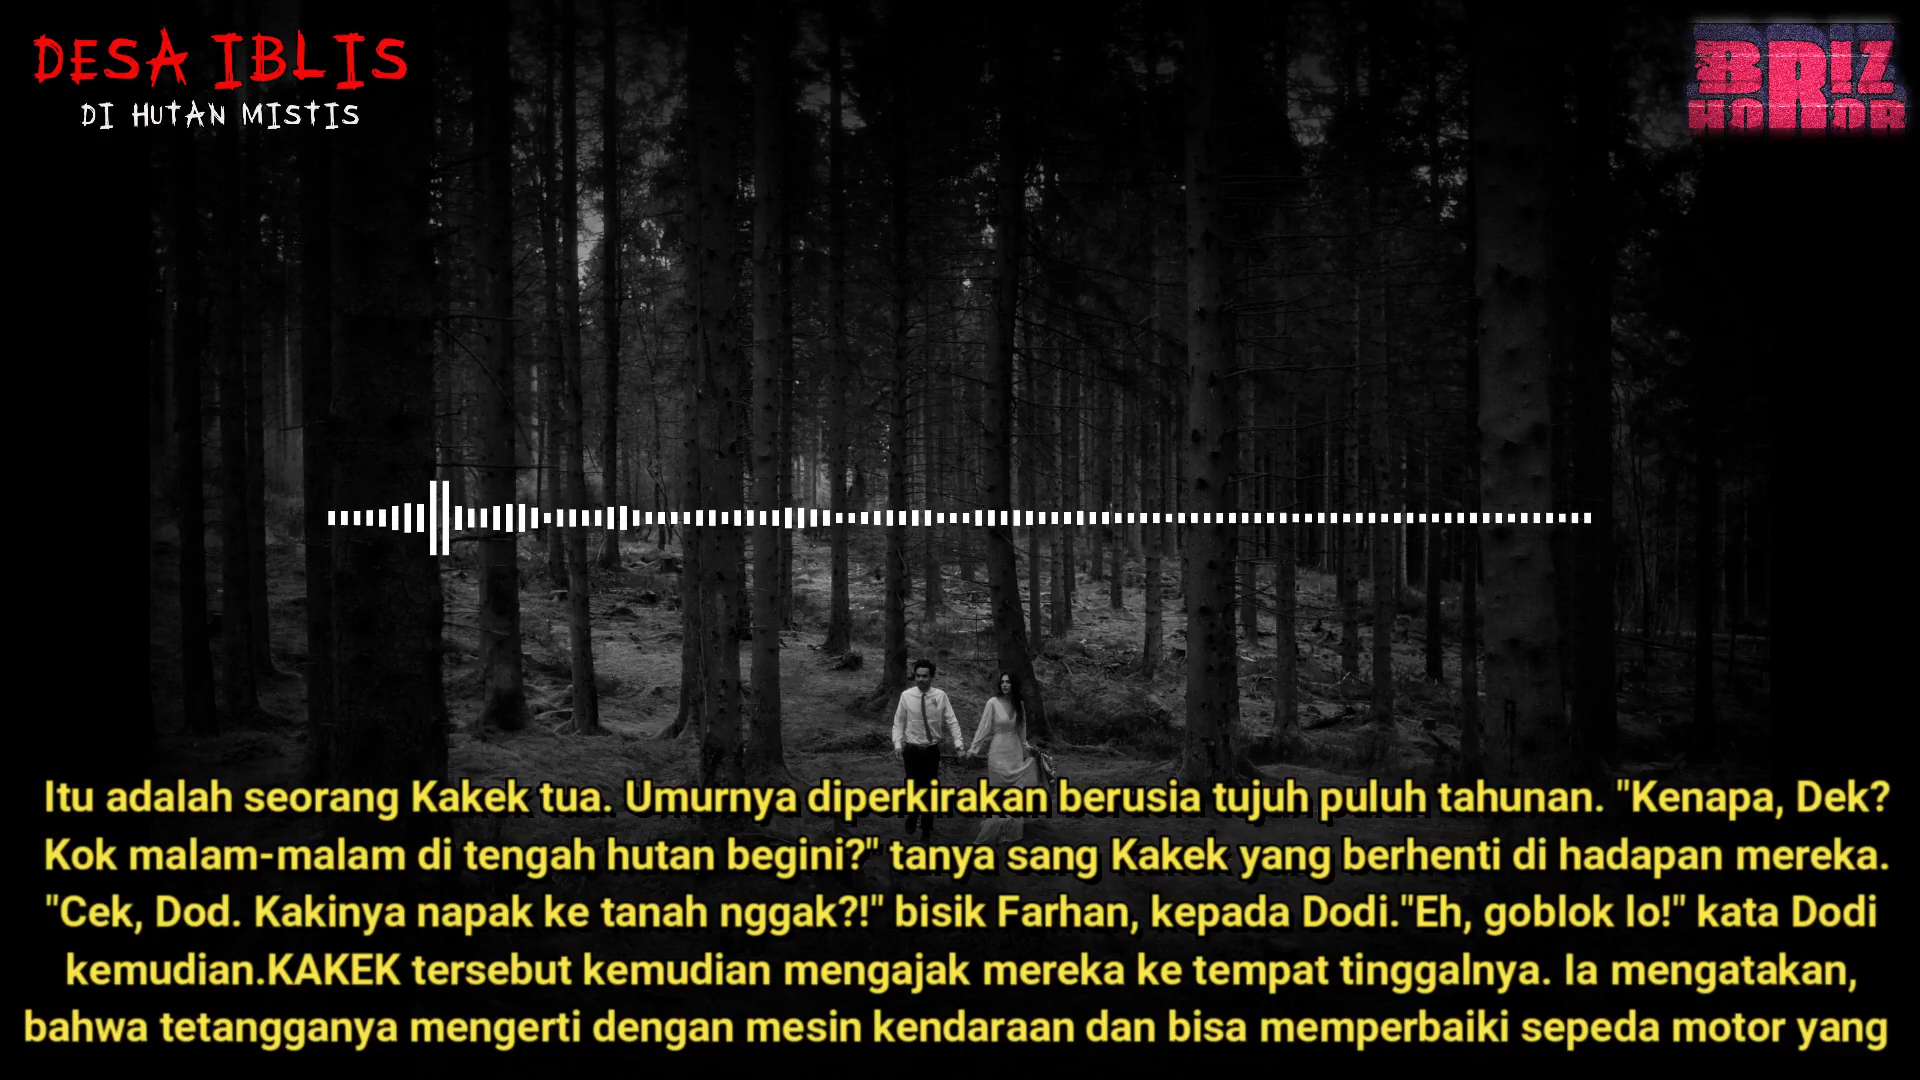 DESA IBLIS
DI HUTAN MISTIS
BRIZ
HOROR
Itu adalah seorang Kakek tua. Umurnya diperkirakan berusia tujuh puluh tahunan. "Kenapa, Dek?
Kok malam-malam di tengah hutan begini?" tanya sang Kakek yang berhenti di hadapan mereka.
"Cek, Dod. Kakinya napak ke tanah nggak?!" bisik Farhan, kepada Dodi."Eh, goblok lo!" kata Dodi
kemudian.KAKEK tersebut kemudian mengajak mereka ke tempat tinggalnya. Ia mengatakan,
bahwa tetangganya mengerti dengan mesin kendaraan dan bisa memperbaiki sepeda motor yang